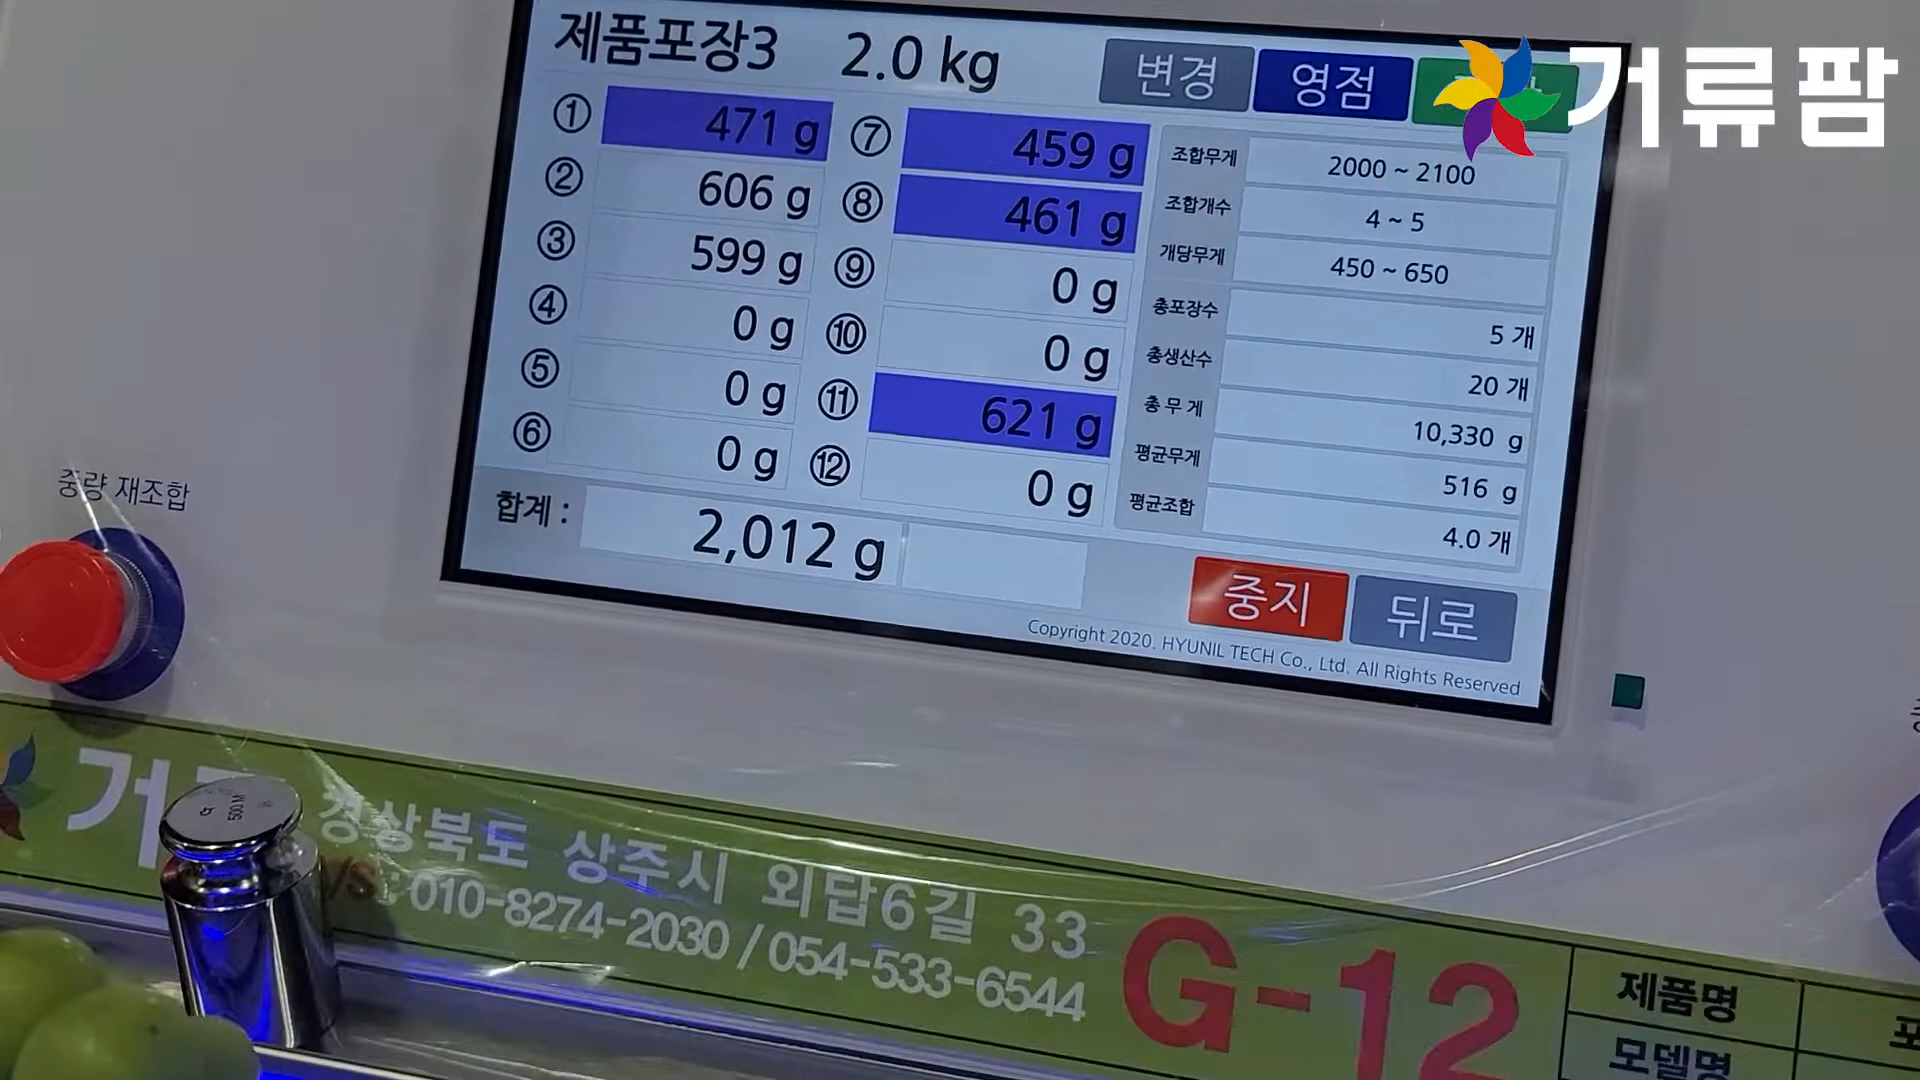 거류팜
제품포장3 2.0 kg
변경 영점
① 471 g
② 606 g
③ 599 g
④ 0 g
⑤ 0 g
⑥ 0 g
⑦ 459 g
⑧ 461 g
⑨ 0 g
⑩ 0 g
⑪ 621 g
⑫ 0 g
조합무게 2000 ~ 2100
조합개수 4 ~ 5
개당무게 450 ~ 650
총포장수 5 개
총생산수 20 개
총 무 게 10,330 g
평균무게 516 g
평균조합 4.0 개
합계 : 2,012 g
중지 뒤로
Copyright 2020. HYUNIL TECH Co., Ltd. All Rights Reserved
중량 재조합
거
경상북도 상주시 외답6길 33
: 010-8274-2030 / 054-533-6544
G-12
제품명
모델명
500